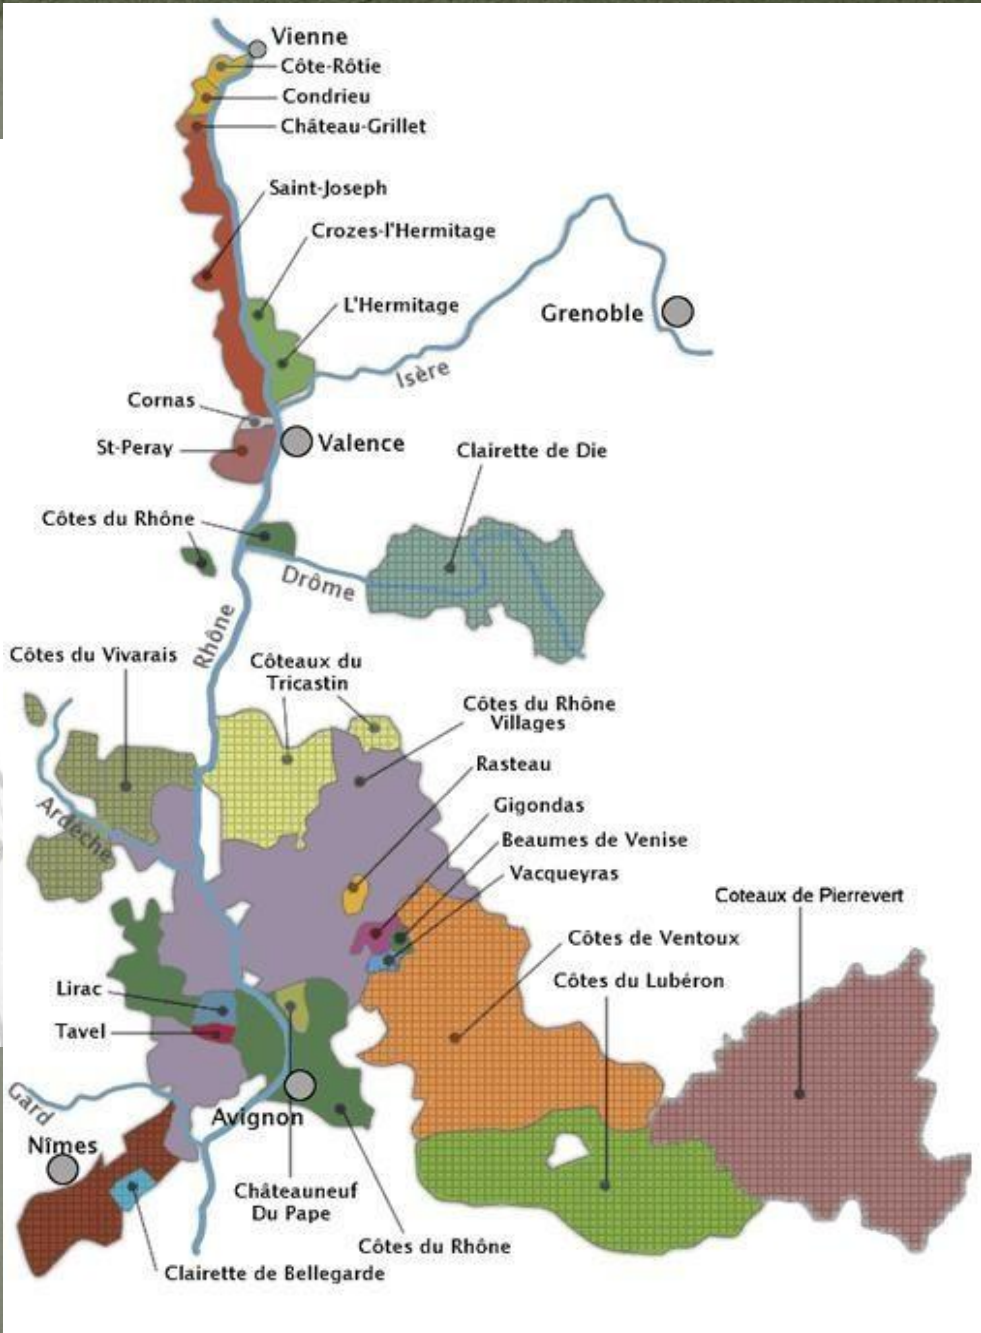 Vienne
Côte-Rôtie
Condrieu
Château-Grillet
Saint-Joseph
Crozes-l'Hermitage
L'Hermitage
Grenoble
Isère
Cornas
Valence
St-Peray
Clairette de Die
Côtes du Rhône
Drôme
Rhône
Côtes du Vivarais
Côteaux du
Tricastin
Côtes du Rhône
Villages
Rasteau
Gigondas
Ardèche
Beaumes de Venise
Vacqueyras
Coteaux de Pierrevert
Côtes de Ventoux
Côtes du Lubéron
Lirac
Tavel
Gard
Avignon
Nîmes
Châteauneuf
Du Pape
Côtes du Rhône
Clairette de Bellegarde